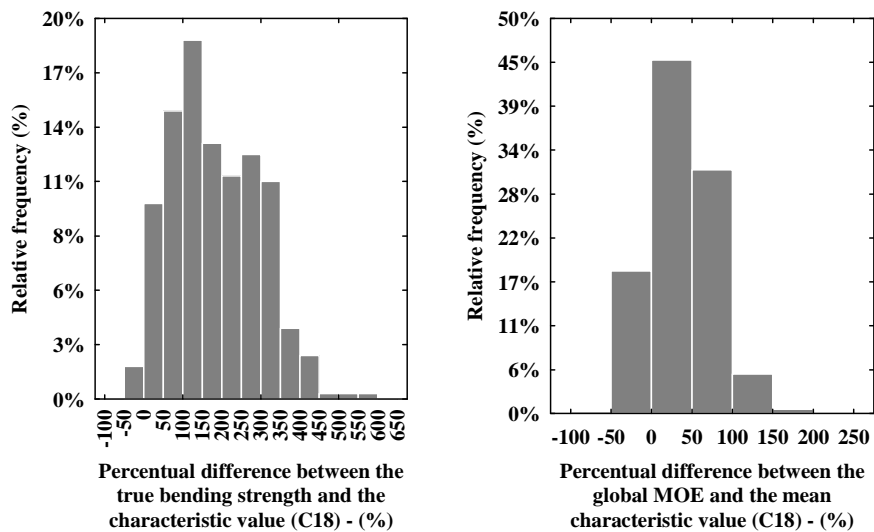 20%
17%
14%
11%
8%
6%
3%
0%
Relative frequency (%)
-100 -50 0 50 100 150 200 250 300 350 400 450 500 550 600 650
Percentual difference between the
true bending strength and the
characteristic value (C18) - (%)
50%
45%
39%
34%
28%
22%
17%
11%
6%
0%
Relative frequency (%)
-100 -50 0 50 100 150 200 250
Percentual difference between the
global MOE and the mean
characteristic value (C18) - (%)